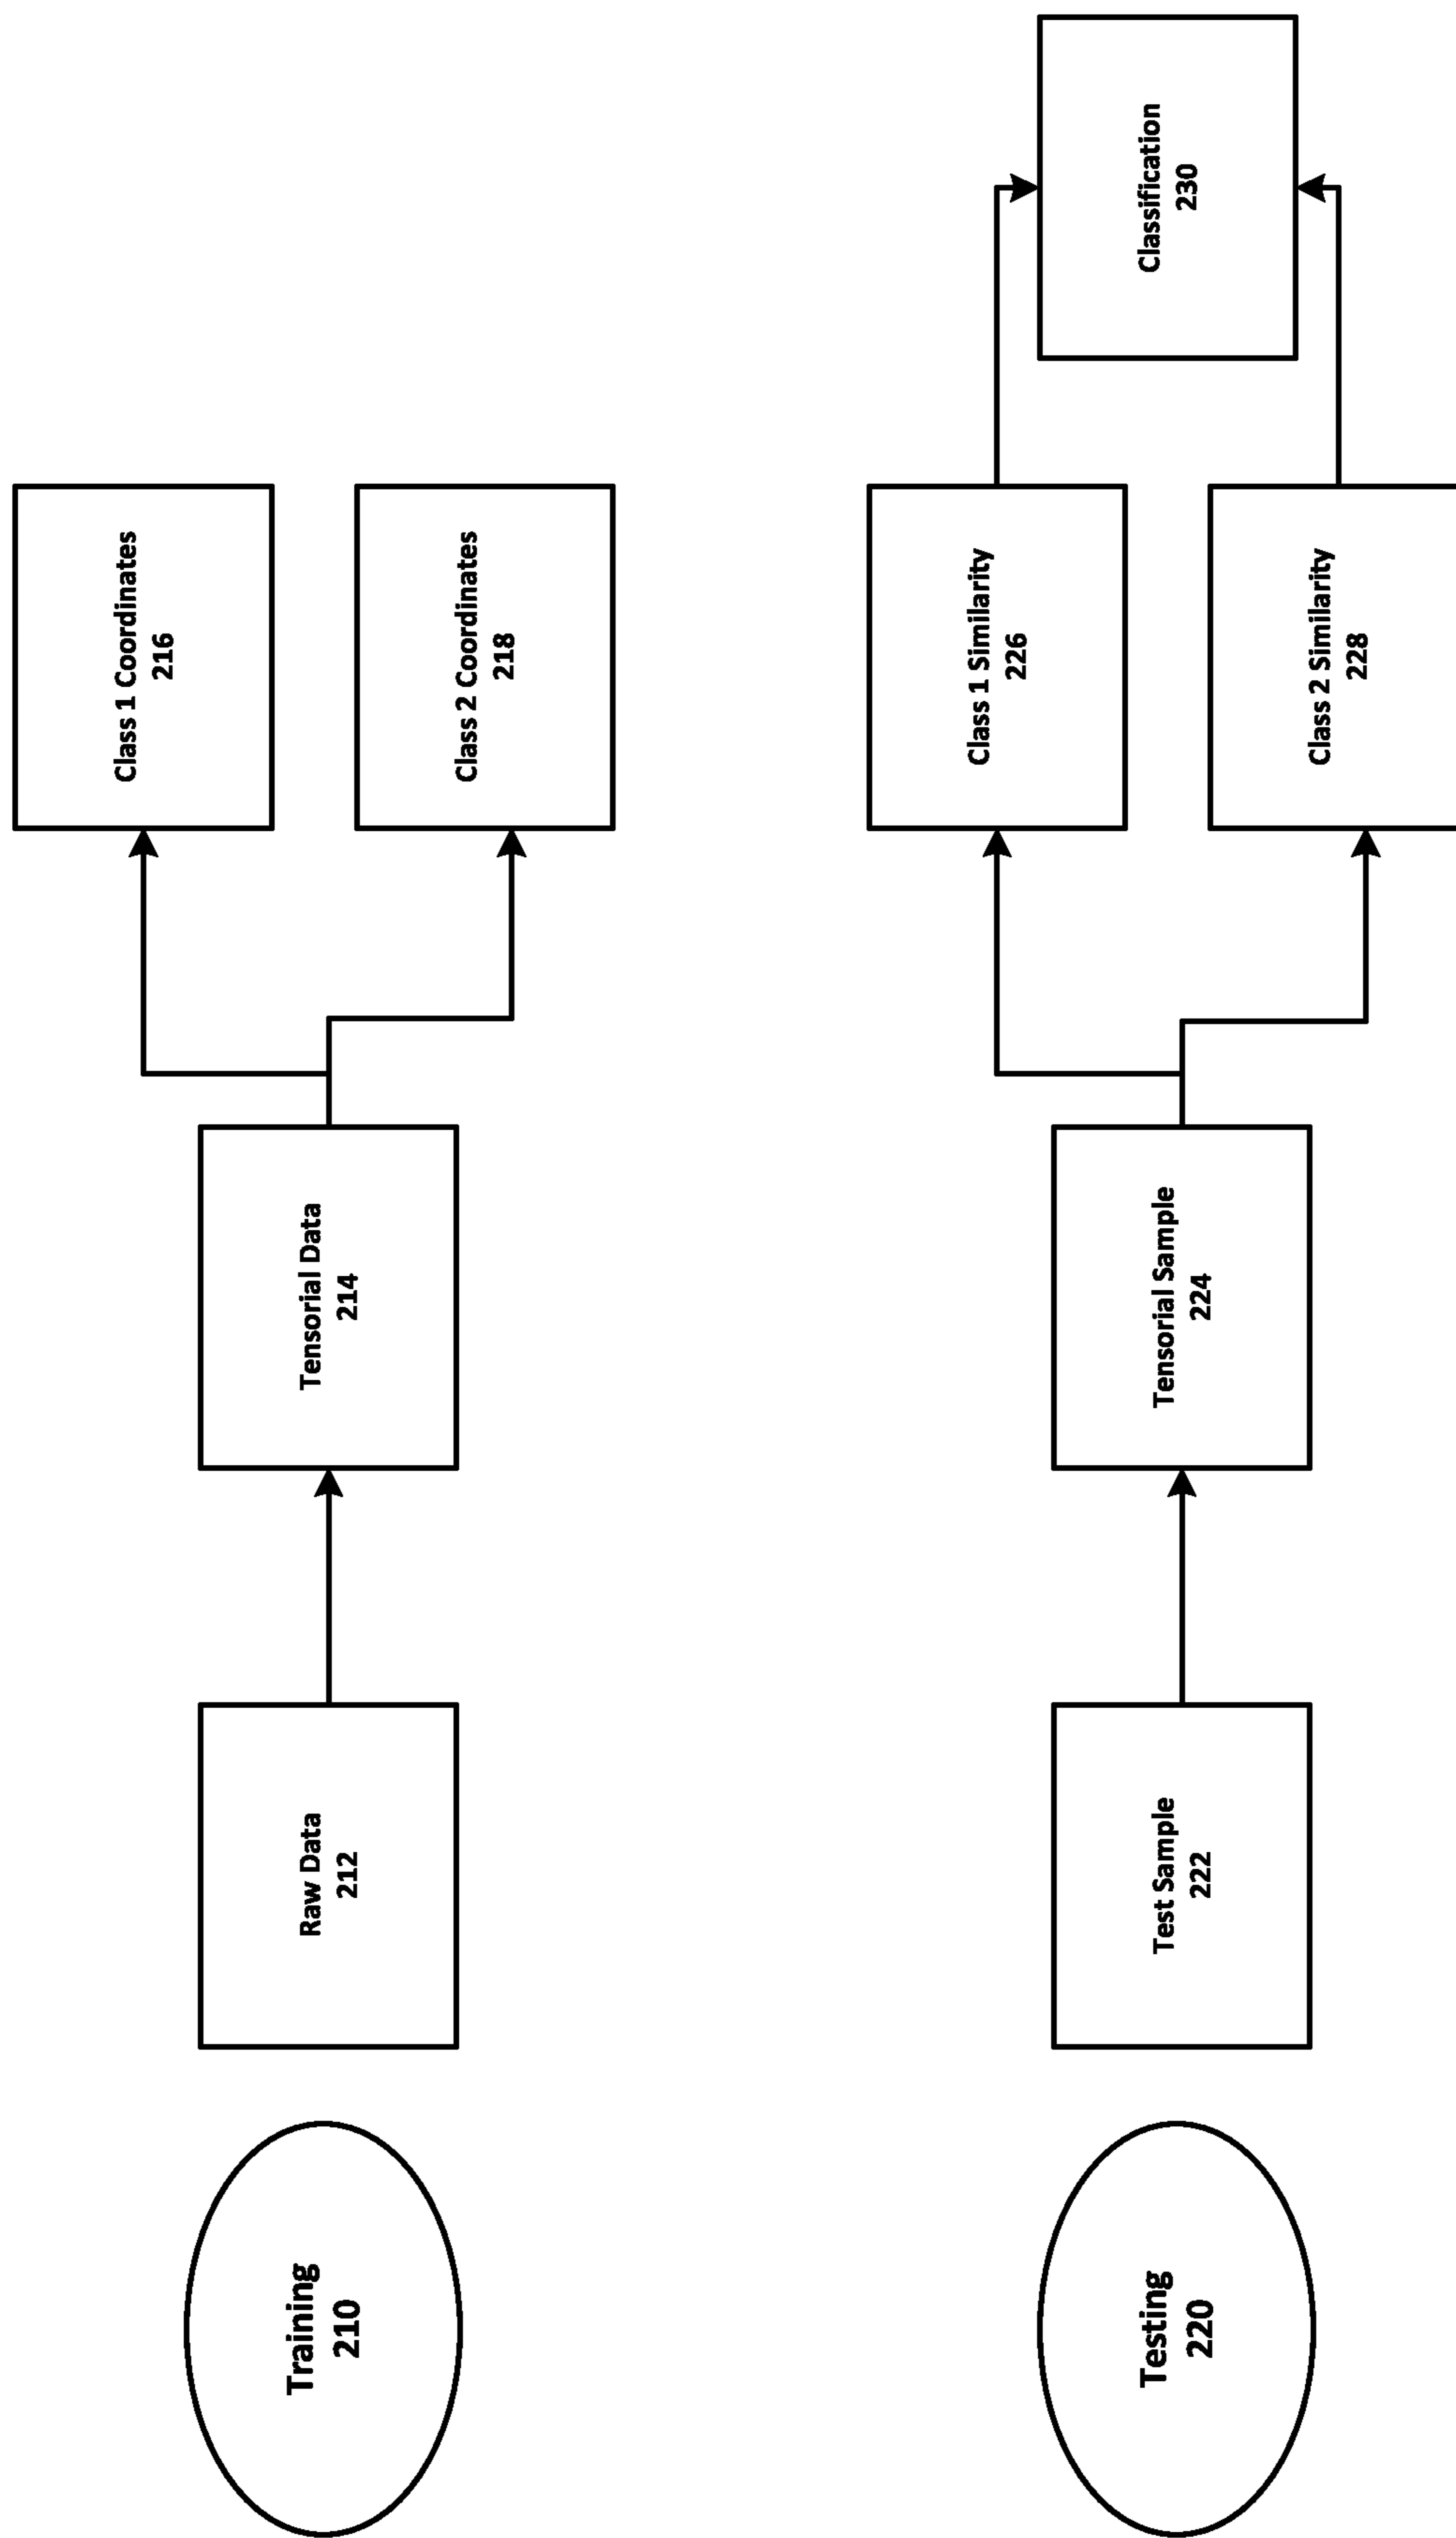 Training
210
Raw Data
212
Tensorial Data
214
Class 1 Coordinates
216
Class 2 Coordinates
218
Testing
220
Test Sample
222
Tensorial Sample
224
Class 1 Similarity
226
Class 2 Similarity
228
Classification
230